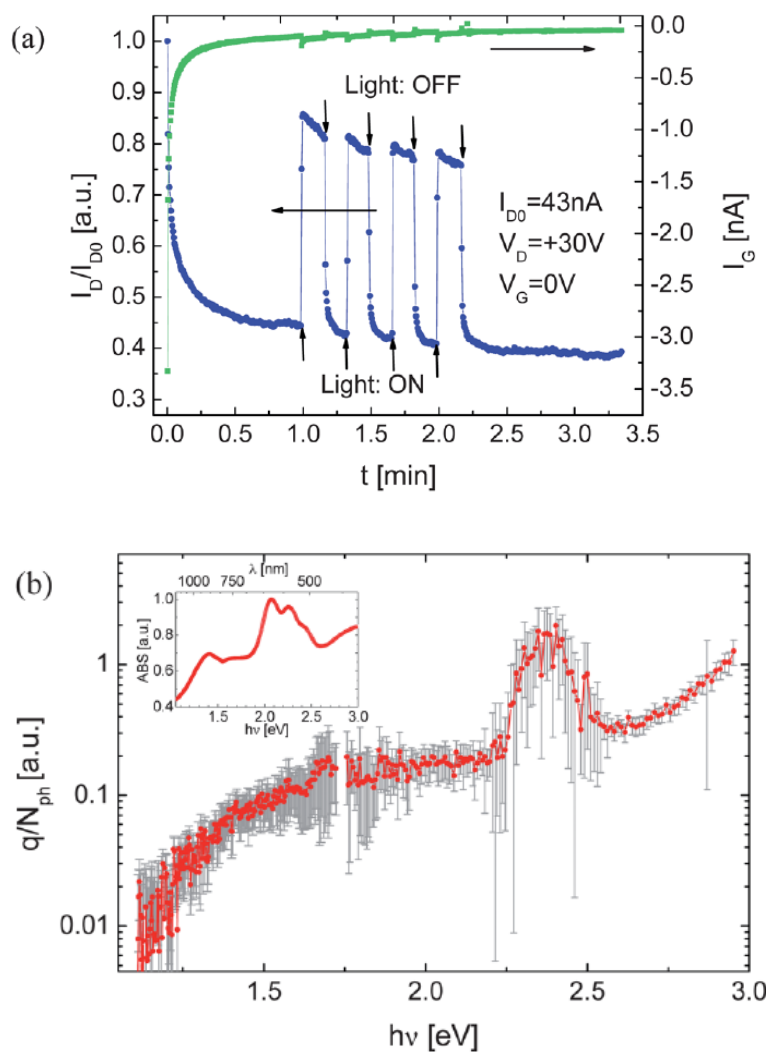 (a)
1.0
0.9
0.8
0.7
0.6
0.5
0.4
0.3
I_D/I_D0 [a.u.]
0.0
-0.5
-1.0
-1.5
-2.0
-2.5
-3.0
-3.5
I_G [nA]
Light: OFF
I_D0=43nA
V_D=+30V
V_G=0V
Light: ON
0.0 0.5 1.0 1.5 2.0 2.5 3.0 3.5
t [min]
(b)
λ [nm]
1000 750 500
1.0
0.8
0.6
0.4
ABS [a.u.]
1.5 2.0 2.5 3.0
hν [eV]
1
0.1
0.01
q/N_ph [a.u.]
1.5 2.0 2.5 3.0
hν [eV]